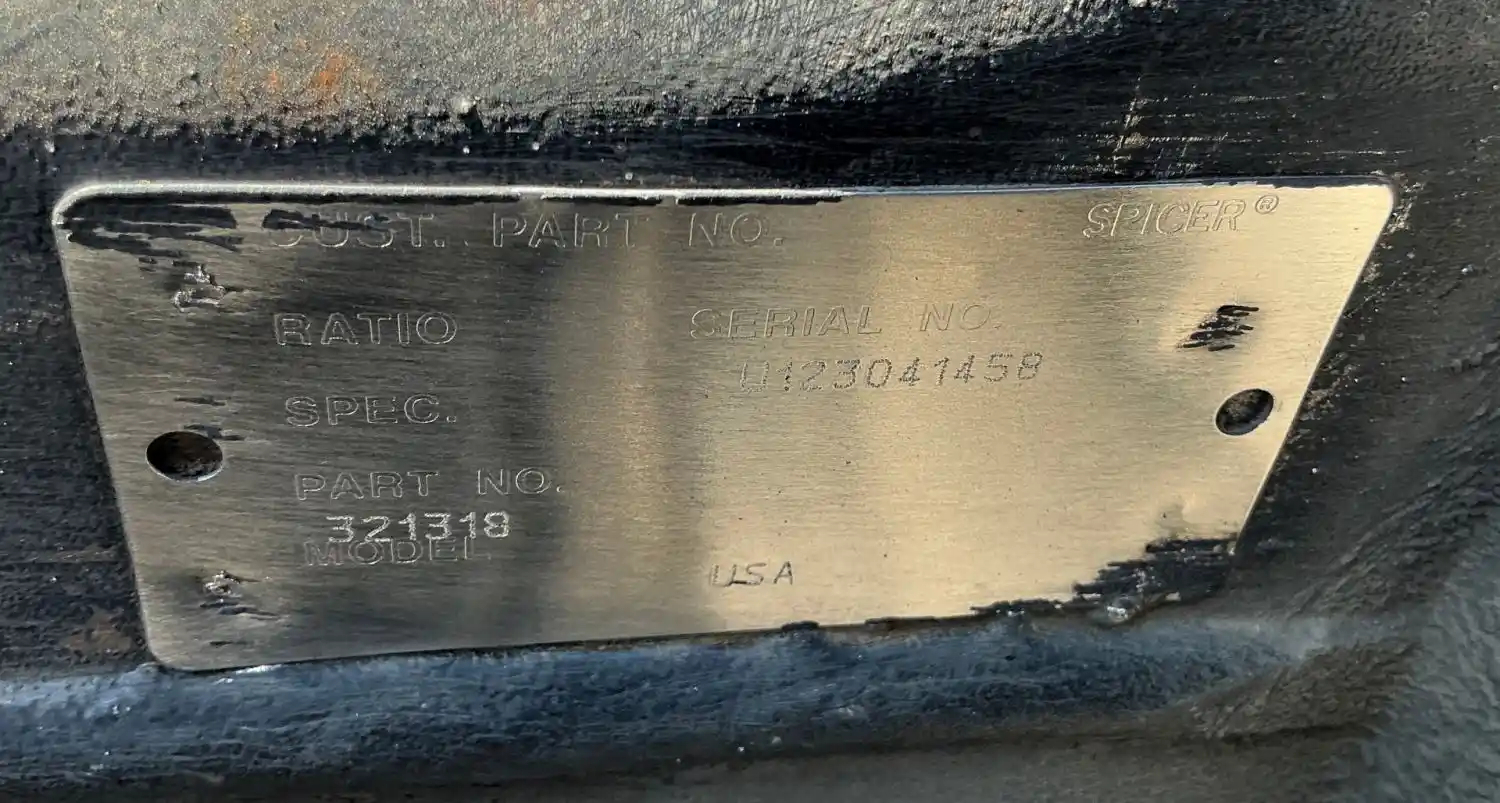 CUST. PART NO.
SPICER®
RATIO
SERIAL NO.
U123041458
SPEC.
PART NO.
321318
MODEL
USA